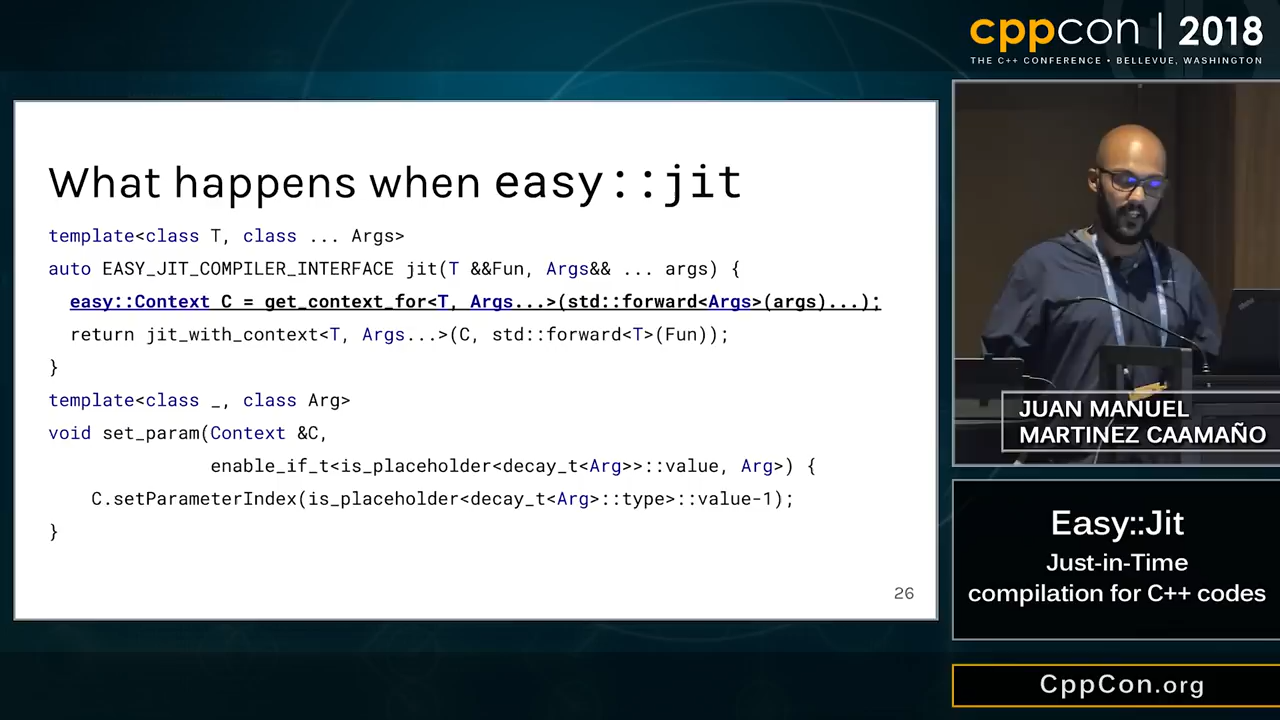 cppcon | 2018
THE C++ CONFERENCE • BELLEVUE, WASHINGTON
What happens when easy::jit
template<class T, class ... Args>
auto EASY_JIT_COMPILER_INTERFACE jit(T &&Fun, Args&& ... args) {
easy::Context C = get_context_for<T, Args...>(std::forward<Args>(args)...);
return jit_with_context<T, Args...>(C, std::forward<T>(Fun));
}
template<class _, class Arg>
void set_param(Context &C,
enable_if_t<is_placeholder<decay_t<Arg>>::value, Arg>) {
C.setParameterIndex(is_placeholder<decay_t<Arg>::type>::value-1);
}
26
JUAN MANUEL
MARTINEZ CAAMAÑO
Easy::Jit
Just-in-Time
compilation for C++ codes
CppCon.org